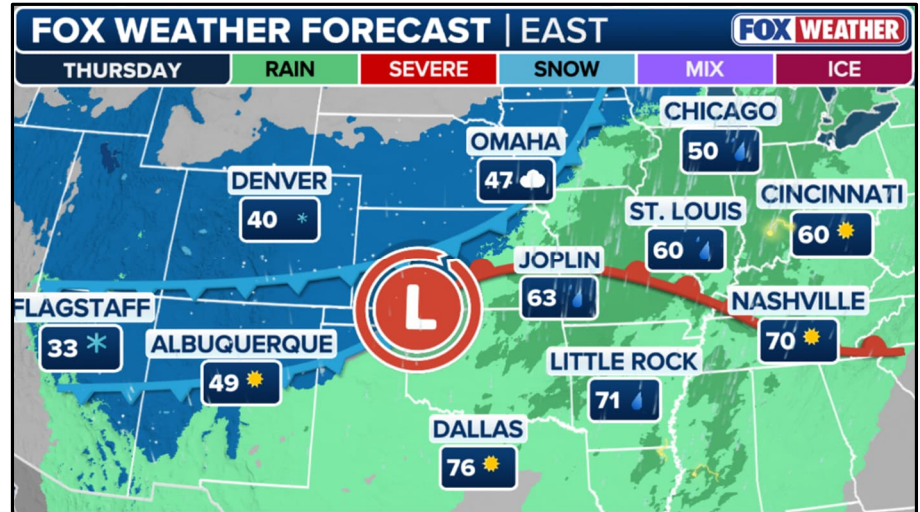 FOX WEATHER FORECAST | EAST
FOX WEATHER
THURSDAY RAIN SEVERE SNOW MIX ICE
CHICAGO
50
OMAHA
47
DENVER
40
CINCINNATI
60
ST. LOUIS
60
JOPLIN
63
L
FLAGSTAFF
33
ALBUQUERQUE
49
NASHVILLE
70
LITTLE ROCK
71
DALLAS
76